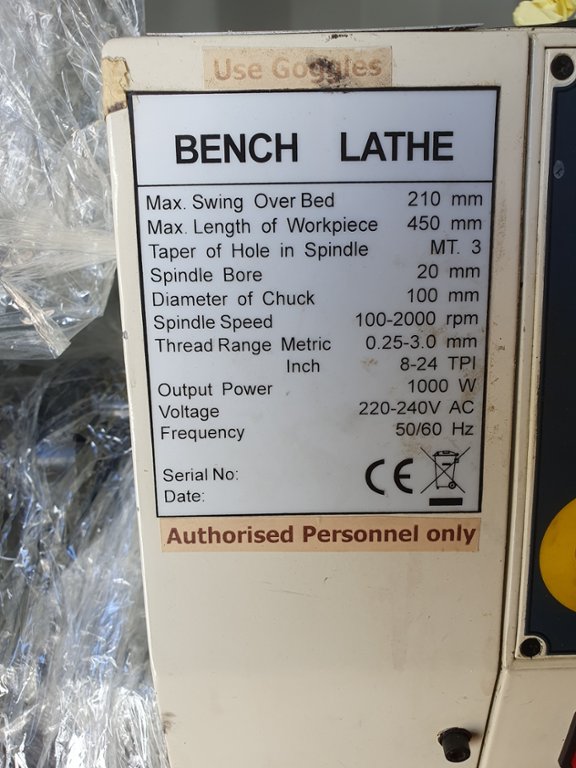 Use Goggles
BENCH LATHE
Max. Swing Over Bed 210 mm
Max. Length of Workpiece 450 mm
Taper of Hole in Spindle MT. 3
Spindle Bore 20 mm
Diameter of Chuck 100 mm
Spindle Speed 100-2000 rpm
Thread Range Metric 0.25-3.0 mm
Inch 8-24 TPI
Output Power 1000 W
Voltage 220-240V AC
Frequency 50/60 Hz
Serial No:
Date:
CE
Authorised Personnel only